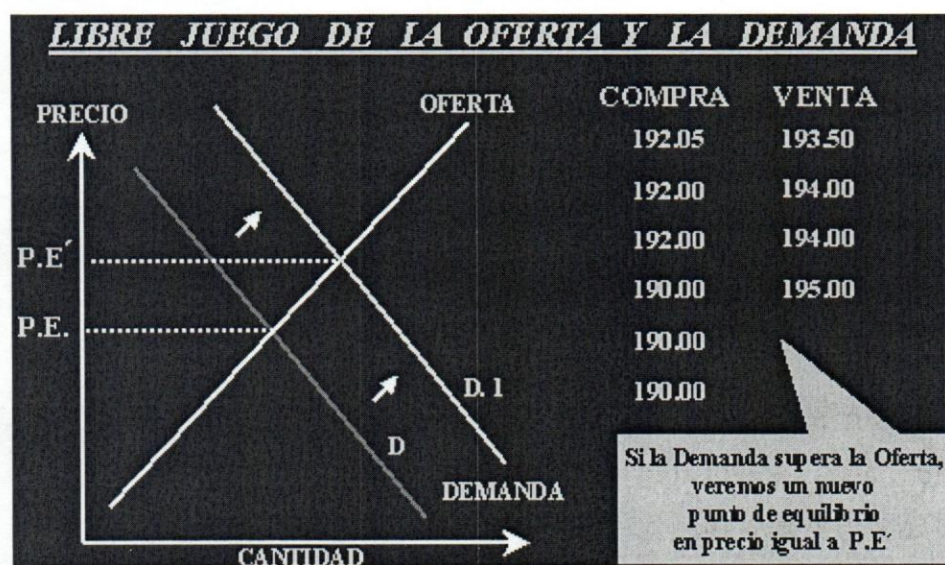 LIBRE JUEGO DE LA OFERTA Y LA DEMANDA
PRECIO
OFERTA
P.E´
P.E.
D
D.1
DEMANDA
CANTIDAD
COMPRA VENTA
192.05 193.50
192.00 194.00
192.00 194.00
190.00 195.00
190.00
190.00
Si la Demanda supera la Oferta,
veremos un nuevo
punto de equilibrio
en precio igual a P.E´